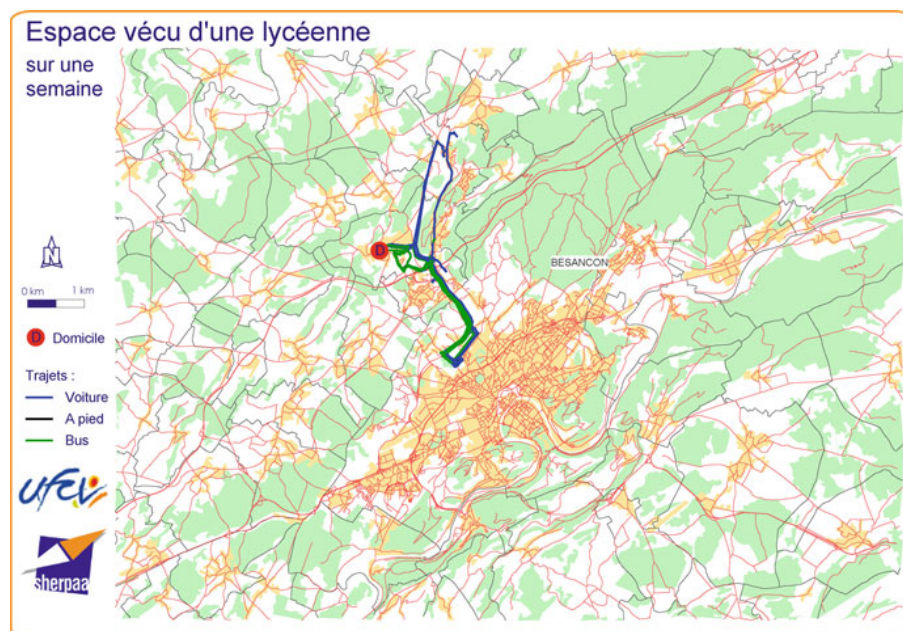 Espace vécu d'une lycéenne
sur une
semaine
BESANCON
N
0 km 1 km
D Domicile
D
Trajets :
Voiture
A pied
Bus
ufcv
sherpaa